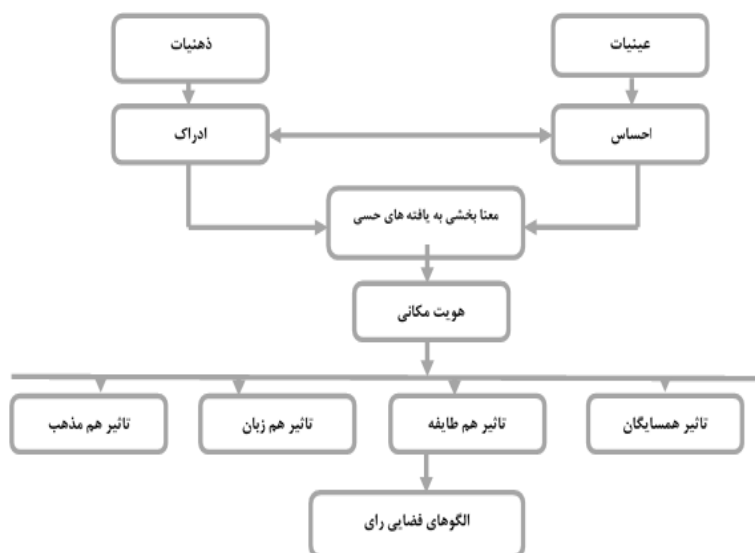 عینیات
ذهنیات
احساس
ادراک
معنا بخشی به یافته های حسی
هویت مکانی
تاثیر همسایگان
تاثیر هم طایفه
تاثیر هم زبان
تاثیر هم مذهب
الگوهای فضایی رای